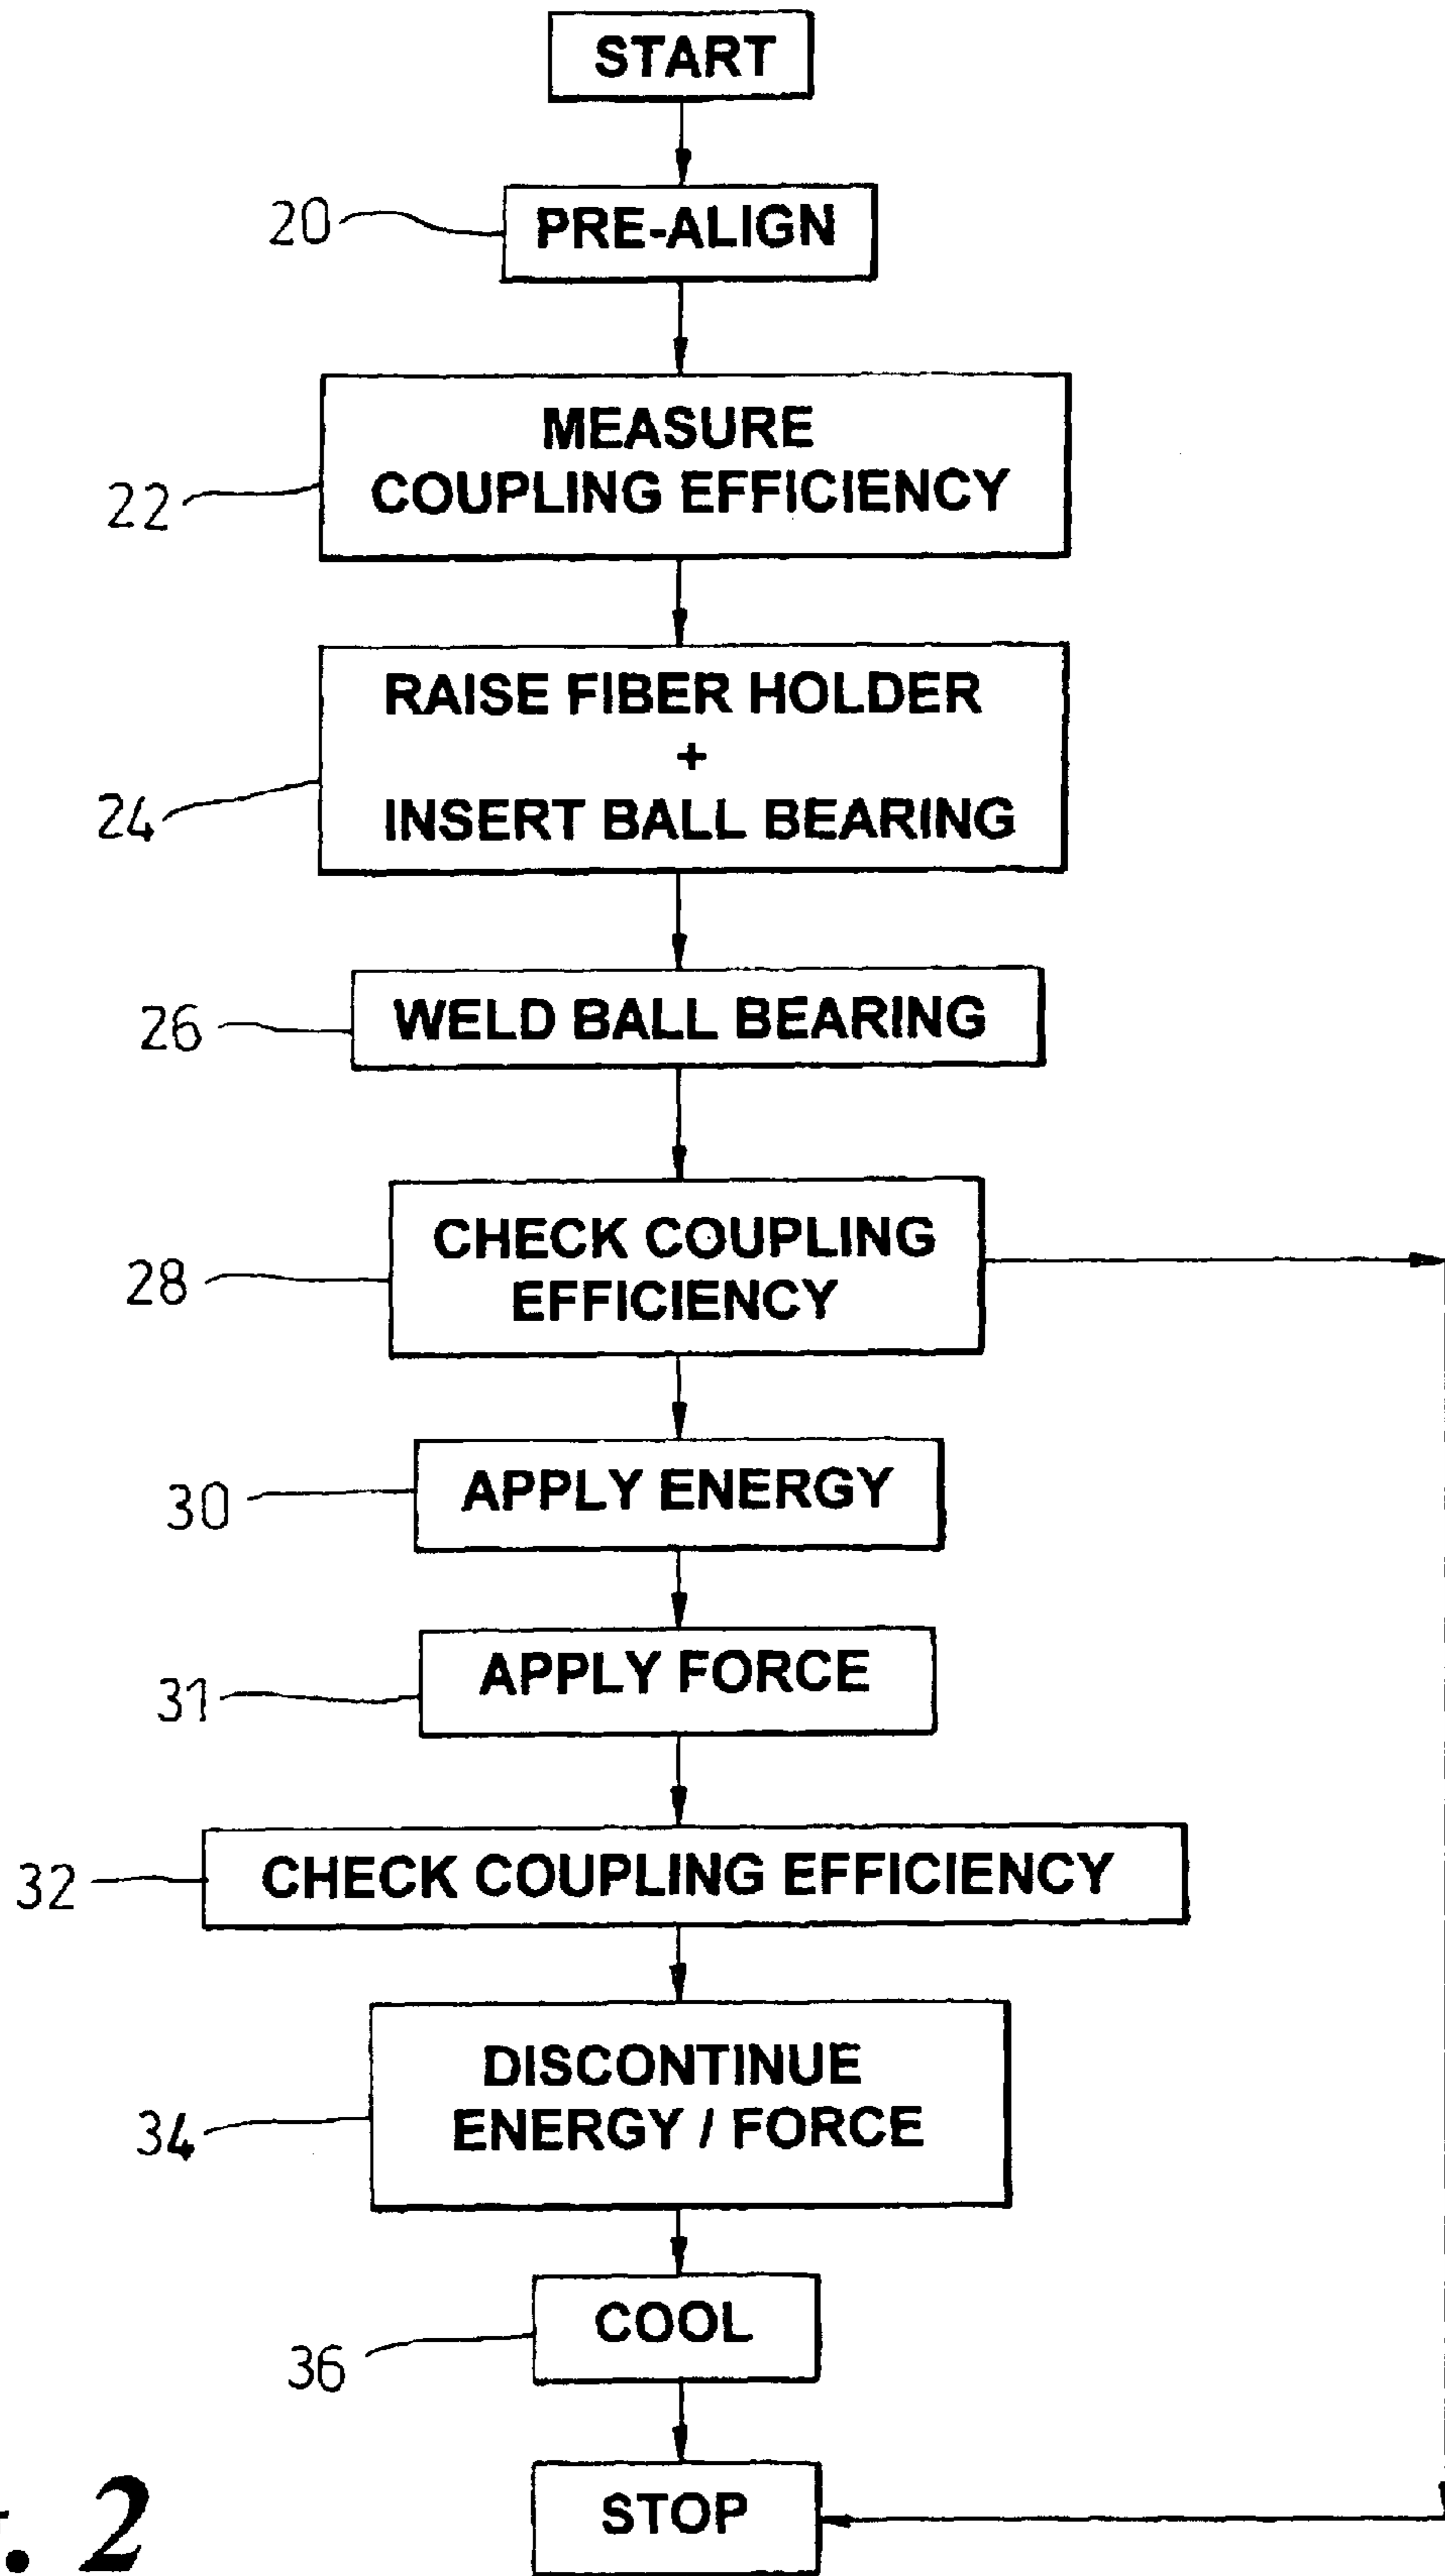 START
20
PRE-ALIGN
MEASURE
COUPLING EFFICIENCY
22
RAISE FIBER HOLDER
+
INSERT BALL BEARING
24
WELD BALL BEARING
26
CHECK COUPLING
EFFICIENCY
28
APPLY ENERGY
30
APPLY FORCE
31
CHECK COUPLING EFFICIENCY
32
DISCONTINUE
ENERGY / FORCE
34
COOL
36
STOP
. 2